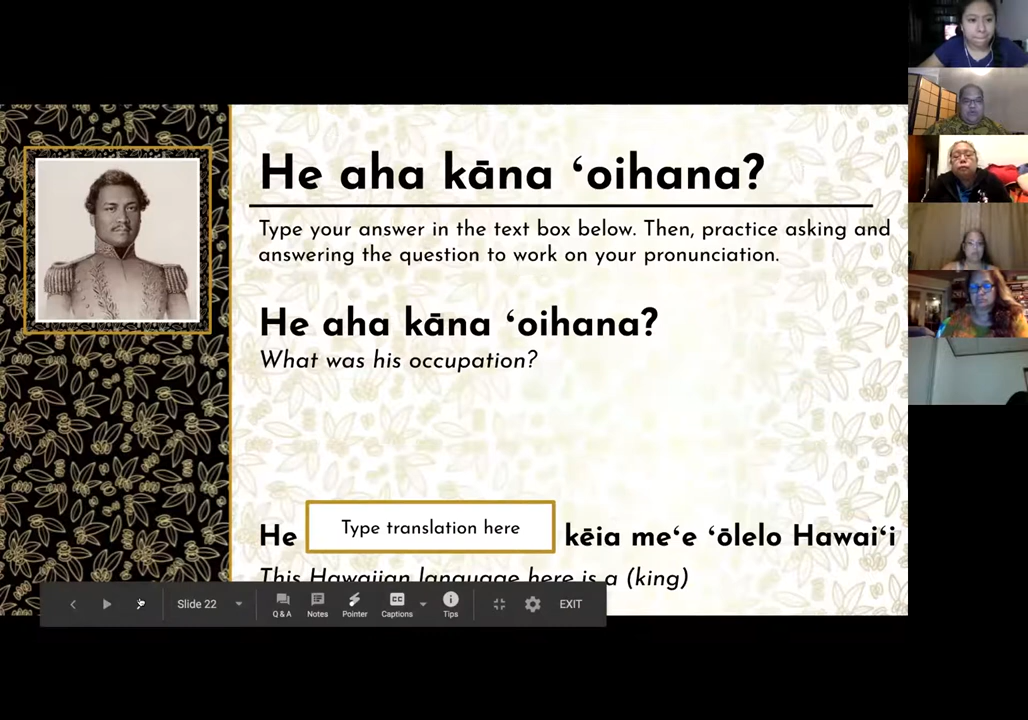 He aha kāna ʻoihana?
Type your answer in the text box below. Then, practice asking and
answering the question to work on your pronunciation.
He aha kāna ʻoihana?
What was his occupation?
He Type translation here kēia meʻe ʻōlelo Hawaiʻi
This Hawaiian language here is a (king)
Slide 22
Q & A
Notes
Pointer
CC
Captions
Tips
EXIT